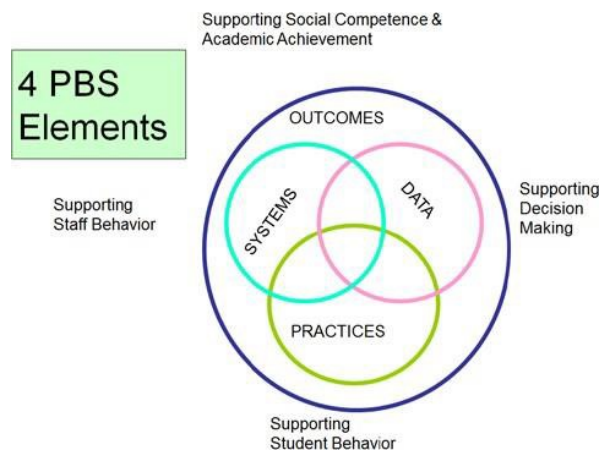 Supporting Social Competence &
Academic Achievement
4 PBS
Elements
OUTCOMES
SYSTEMS
DATA
Supporting
Staff Behavior
Supporting
Decision
Making
PRACTICES
Supporting
Student Behavior